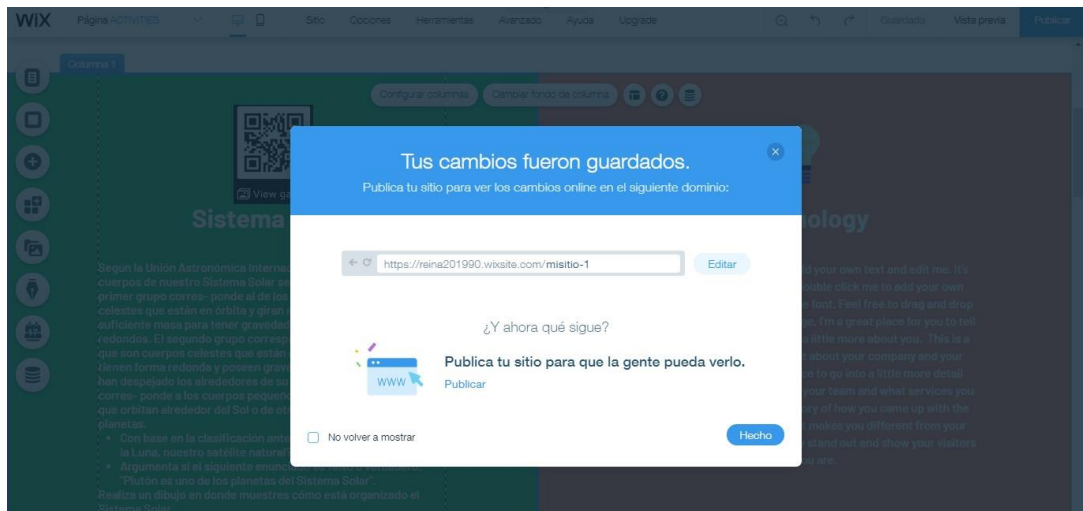 WIX Página ACTIVITIES Sitio Opciones Herramientas Avanzado Ayuda Upgrade Guardado Vista previa Publicar
Columna 1
Configurar columnas Cambiar fondo de columna
View
Tus cambios fueron guardados.
Publica tu sitio para ver los cambios online en el siguiente dominio:
https://reina201990.wixsite.com/misitio-1 Editar
¿Y ahora qué sigue?
WWW
Publica tu sitio para que la gente pueda verlo.
Publicar
No volver a mostrar
Hecho
Sistema
Segun la Unión Astronómica
cuerpos de nuestro Sistema Solar
primer grupo corres- ponde al de los
celestes que están en órbita y giran
suficiente masa para tener gravedad
redondos. El segundo grupo
que son cuerpos celestes que están
tienen forma redonda y poseen
han despejado los alrededores de su
corres- ponde a los cuerpos
que orbitan alrededor del Sol o de
planetas.
• Con base en la clasificación
la Luna, nuestro satélite natural
• Argumenta si el siguiente
"Plutón es uno de los planetas del Sistema Solar".
Realiza un dibujo en donde muestres cómo está organizado el
Sistema Solar
your own text and edit me. It's
double click me to add your own
font. Feel free to drag and drop
I'm a great place for you to tell
a little more about you. This is a
about your company and your
to go into a little more detail
your team and what services you
of how you came up with the
makes you different from your
stand out and show your visitors
you are.